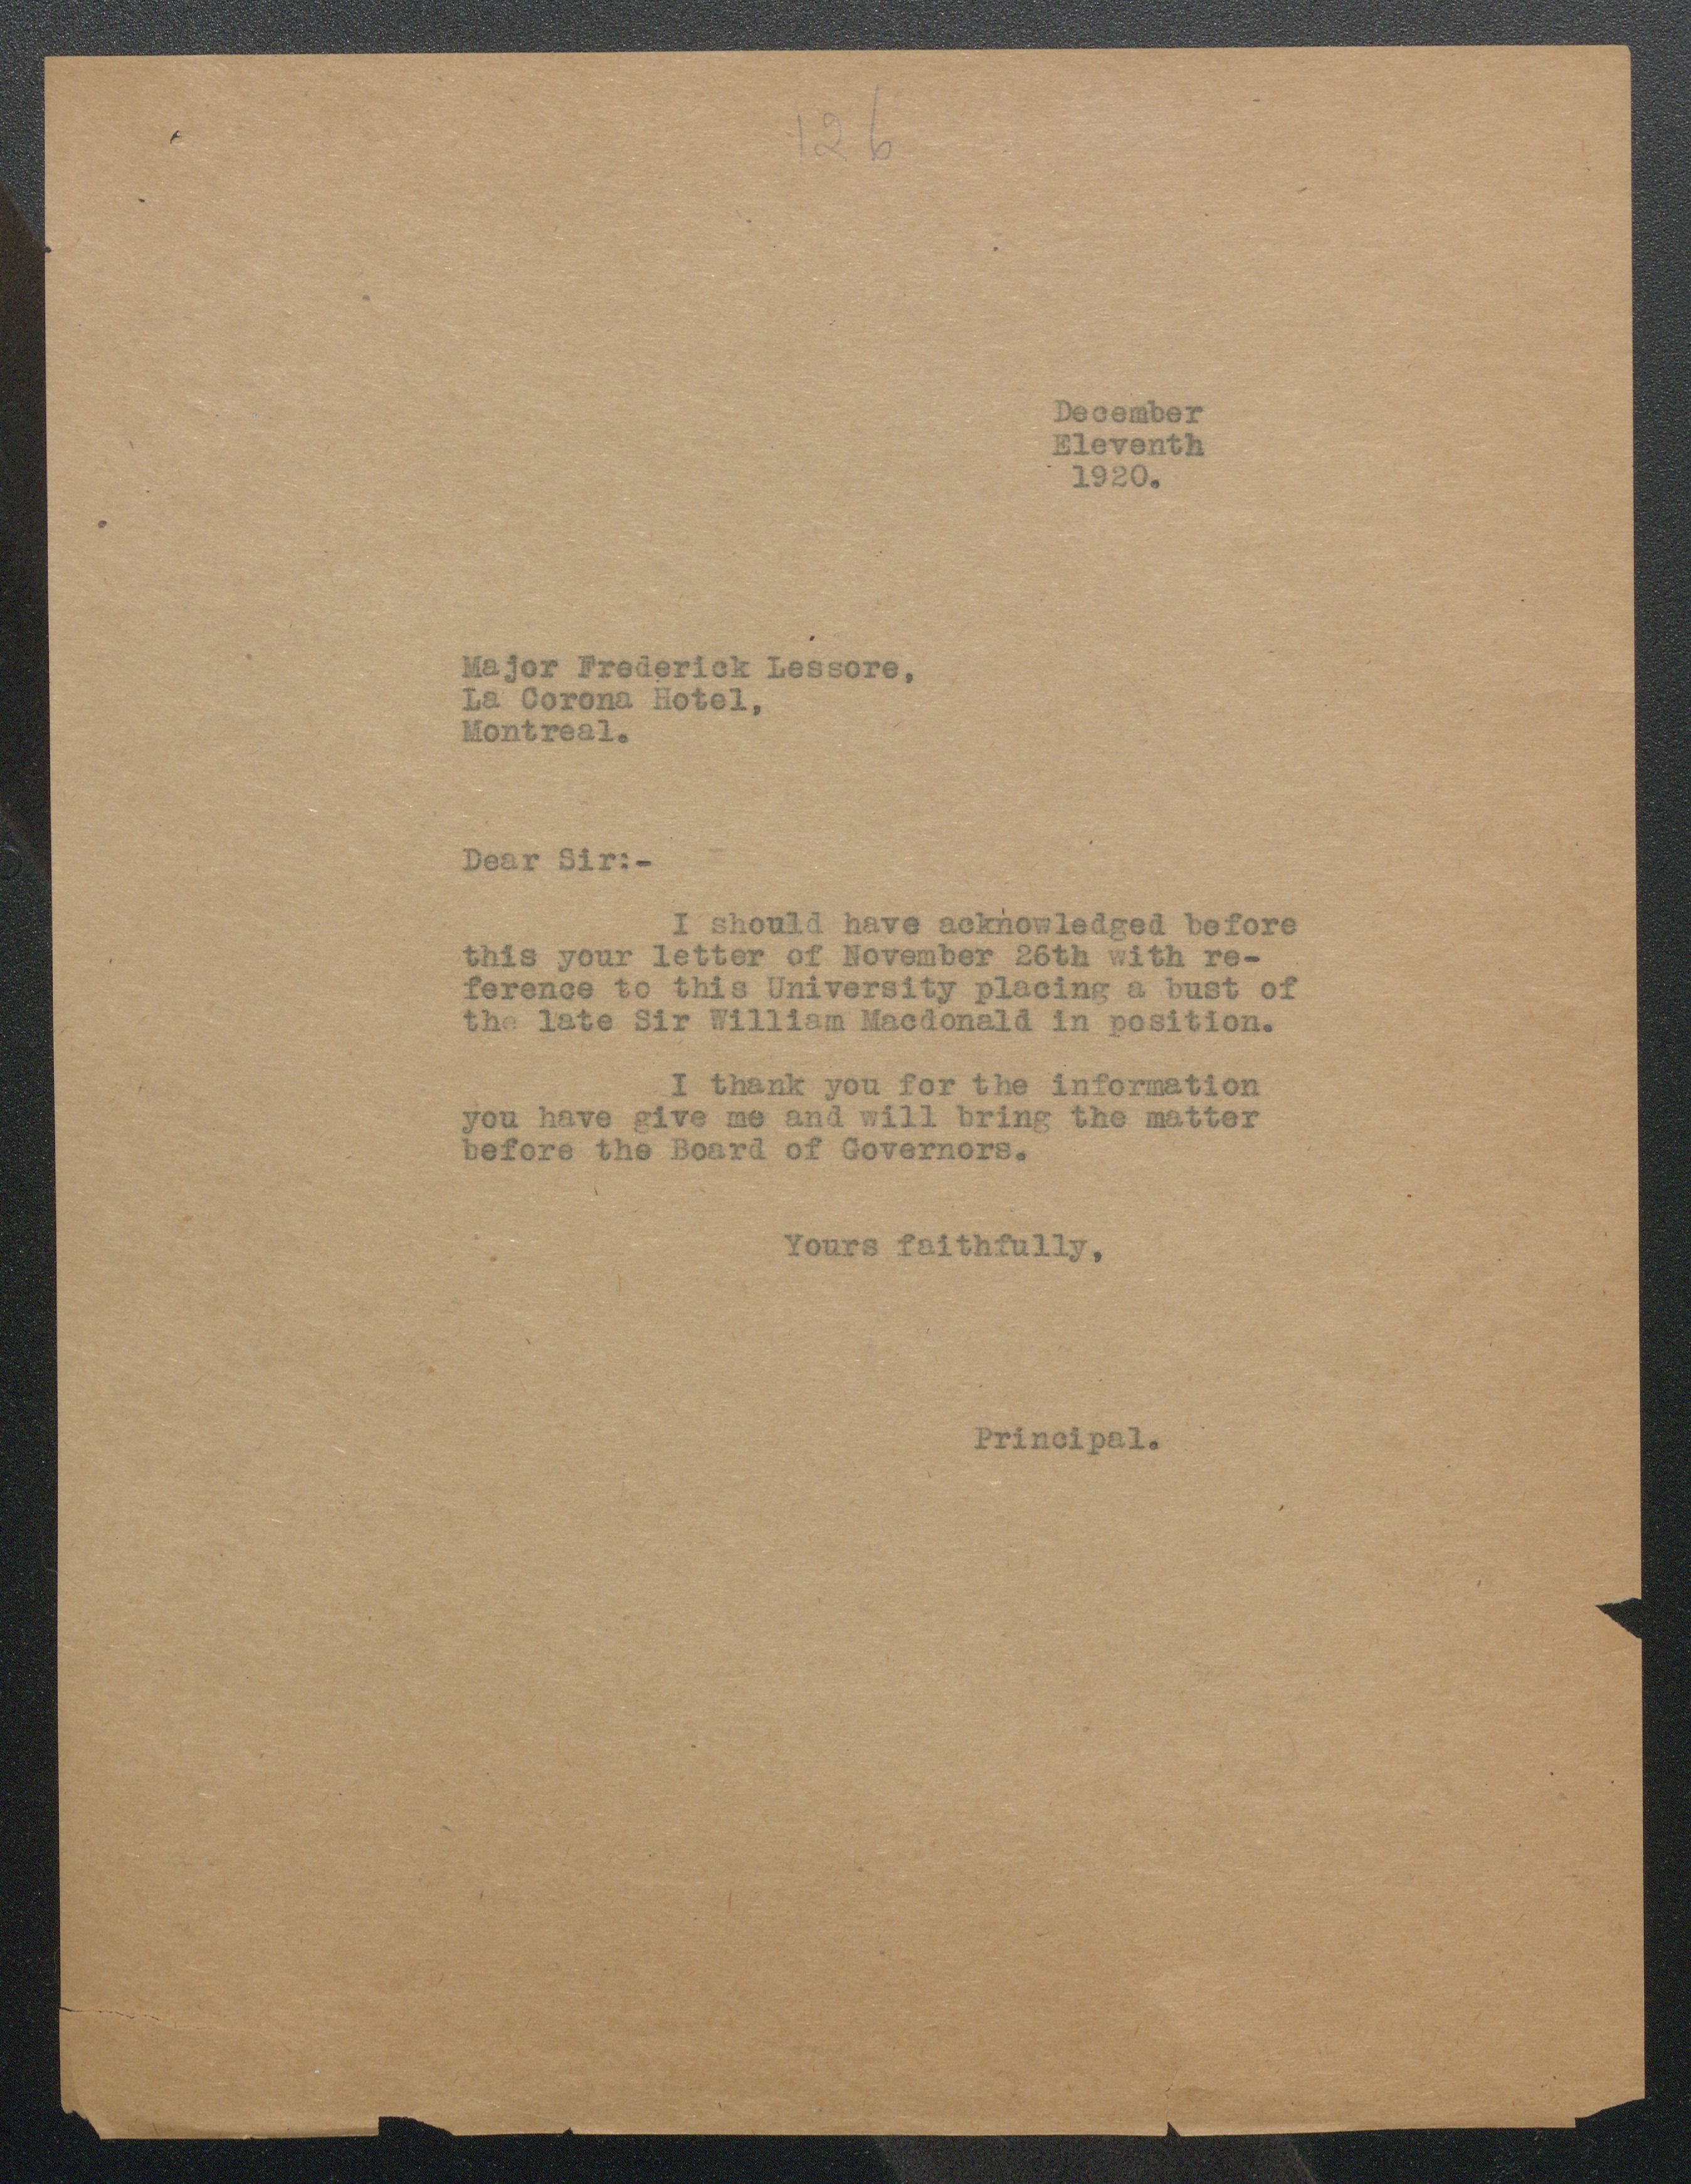 126
December
Eleventh
1920.
Major Frederick Lessore,
La Corona Hotel,
Montreal.
Dear Sir:-
I should have acknowledged before
this your letter of November 26th with re-
ference to this University placing a bust of
the late Sir William Macdonald in position.
I thank you for the information
you have give me and will bring the matter
before the Board of Governors.
Yours faithfully,
Principal.